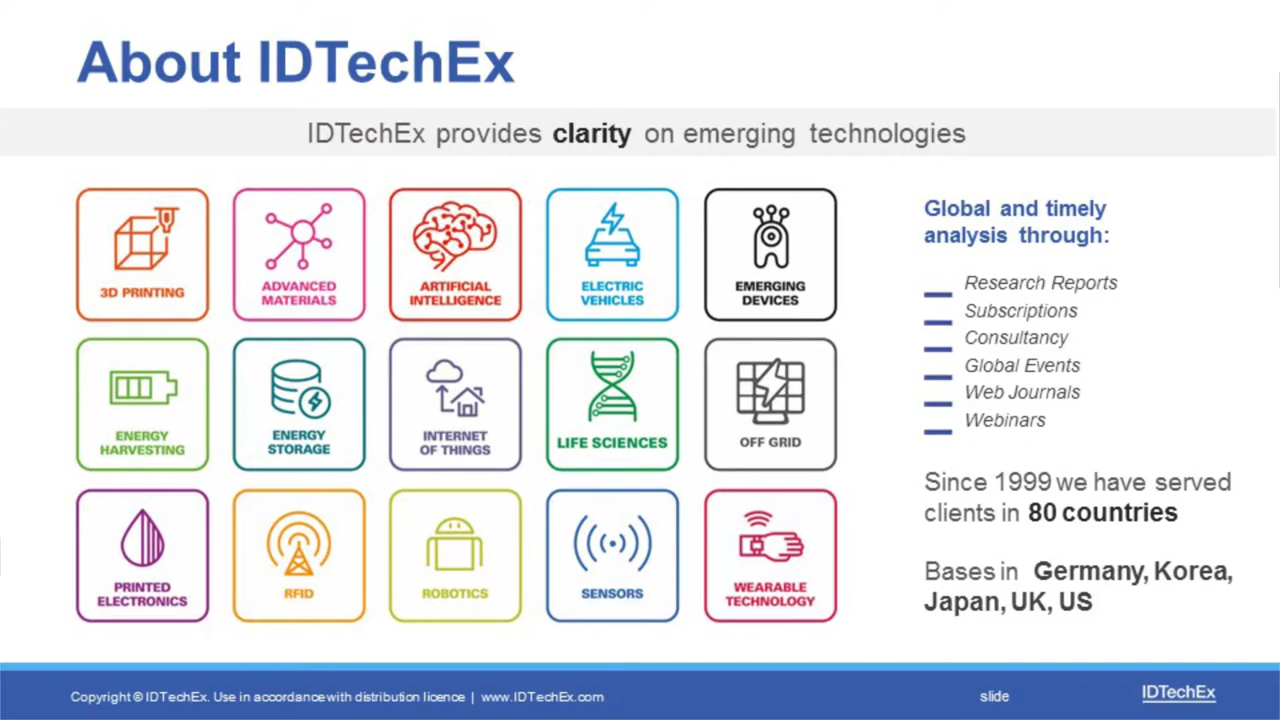 About IDTechEx
IDTechEx provides clarity on emerging technologies
3D PRINTING
ADVANCED
MATERIALS
ARTIFICIAL
INTELLIGENCE
ELECTRIC
VEHICLES
EMERGING
DEVICES
ENERGY
HARVESTING
ENERGY
STORAGE
INTERNET
OF THINGS
LIFE SCIENCES
OFF GRID
PRINTED
ELECTRONICS
RFID
ROBOTICS
SENSORS
WEARABLE
TECHNOLOGY
Global and timely
analysis through:
Research Reports
Subscriptions
Consultancy
Global Events
Web Journals
Webinars
Since 1999 we have served
clients in 80 countries
Bases in Germany, Korea,
Japan, UK, US
Copyright © IDTechEx. Use in accordance with distribution licence | www.IDTechEx.com
slide
IDTechEx